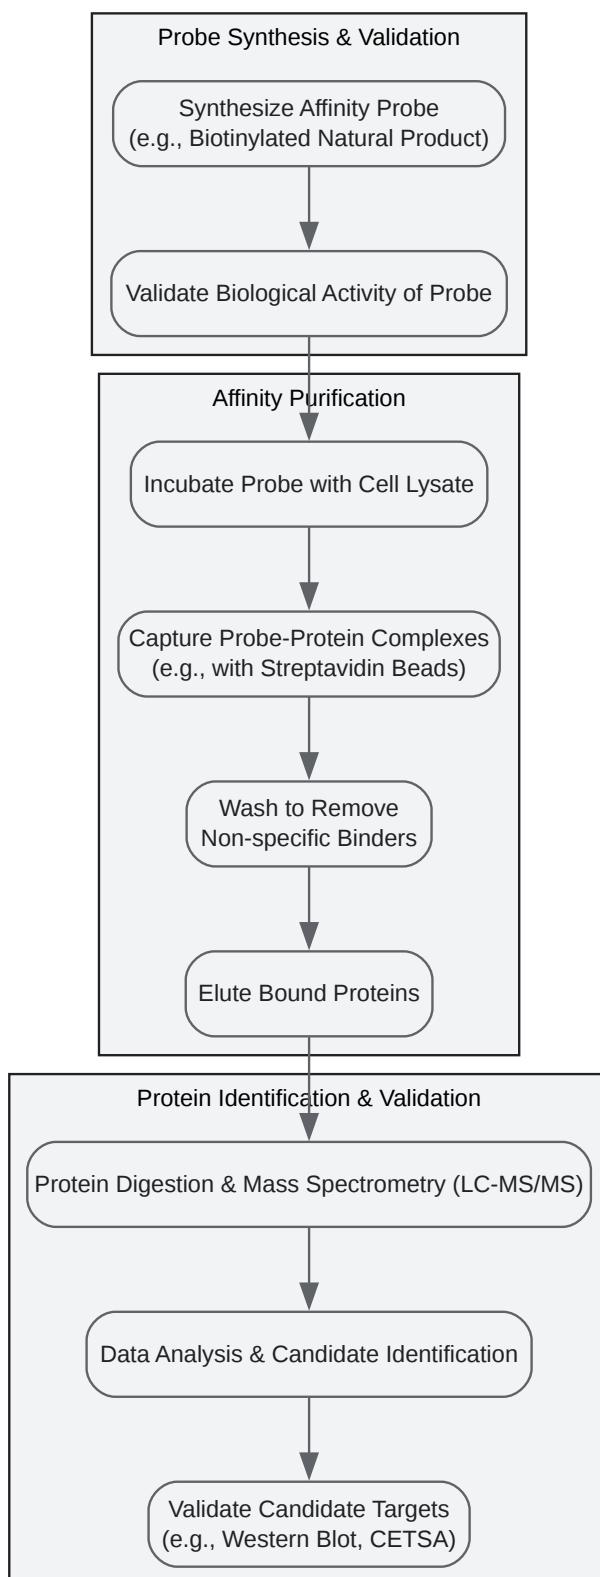 Probe Synthesis & Validation
Synthesize Affinity Probe
(e.g., Biotinylated Natural Product)
Validate Biological Activity of Probe
Affinity Purification
Incubate Probe with Cell Lysate
Capture Probe-Protein Complexes
(e.g., with Streptavidin Beads)
Wash to Remove
Non-specific Binders
Elute Bound Proteins
Protein Identification & Validation
Protein Digestion & Mass Spectrometry (LC-MS/MS)
Data Analysis & Candidate Identification
Validate Candidate Targets
(e.g., Western Blot, CETSA)